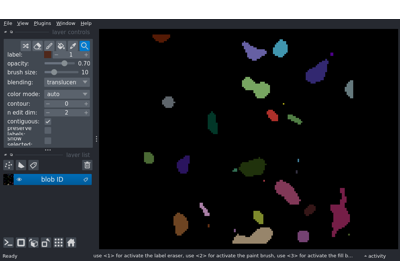 File View Plugins Window Help
layer controls
label: 1
opacity: 0.70
brush size: 10
blending: translucen
color mode: auto
contour: 0
n edit dim: 2
contiguous:
preserve labels:
show selected:
layer list
blob ID
Ready
use <1> for activate the label eraser, use <2> for activate the paint brush, use <3> for activate the fill b...
activity